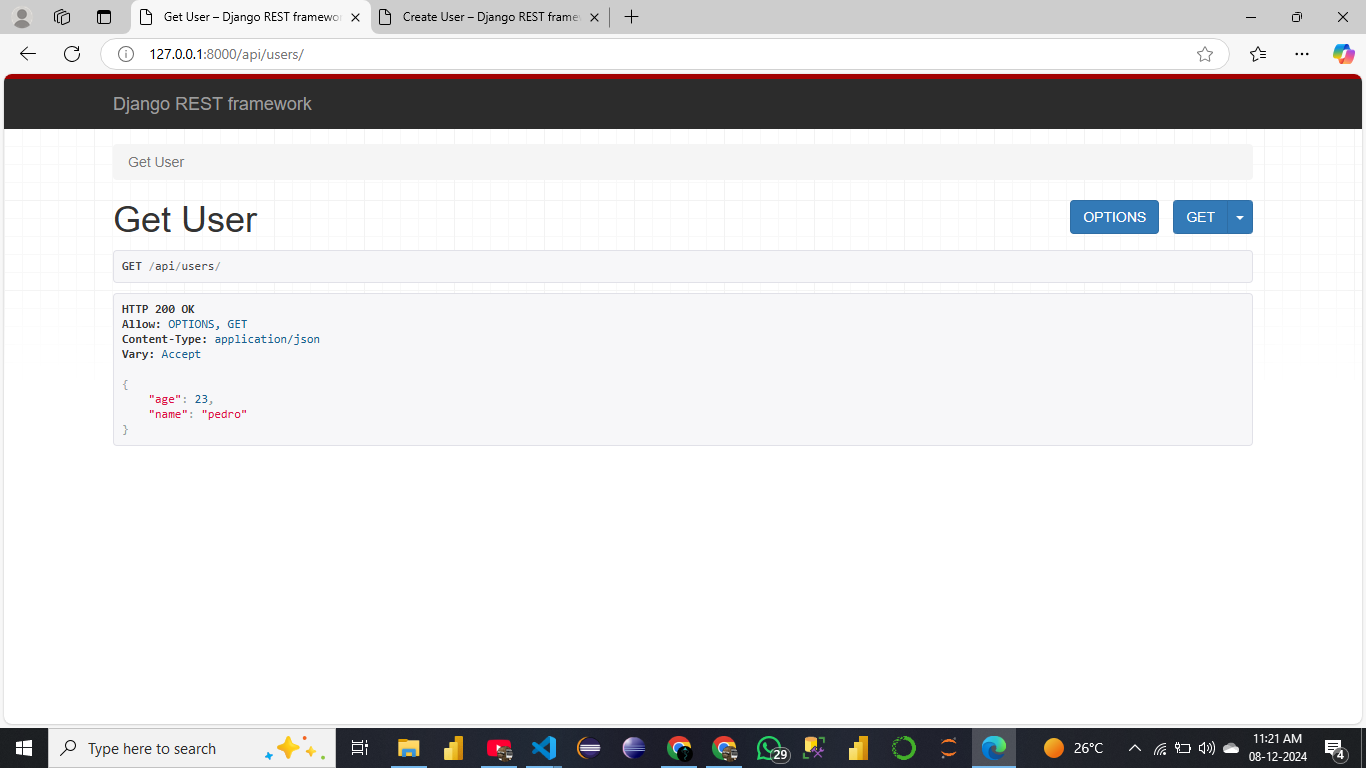 Get User – Django REST framewor
Create User – Django REST frame
127.0.0.1:8000/api/users/
Django REST framework
Get User
Get User
OPTIONS
GET
GET /api/users/
HTTP 200 OK
Allow: OPTIONS, GET
Content-Type: application/json
Vary: Accept
{
"age": 23,
"name": "pedro"
}
Type here to search
29
26°C
11:21 AM
08-12-2024
4